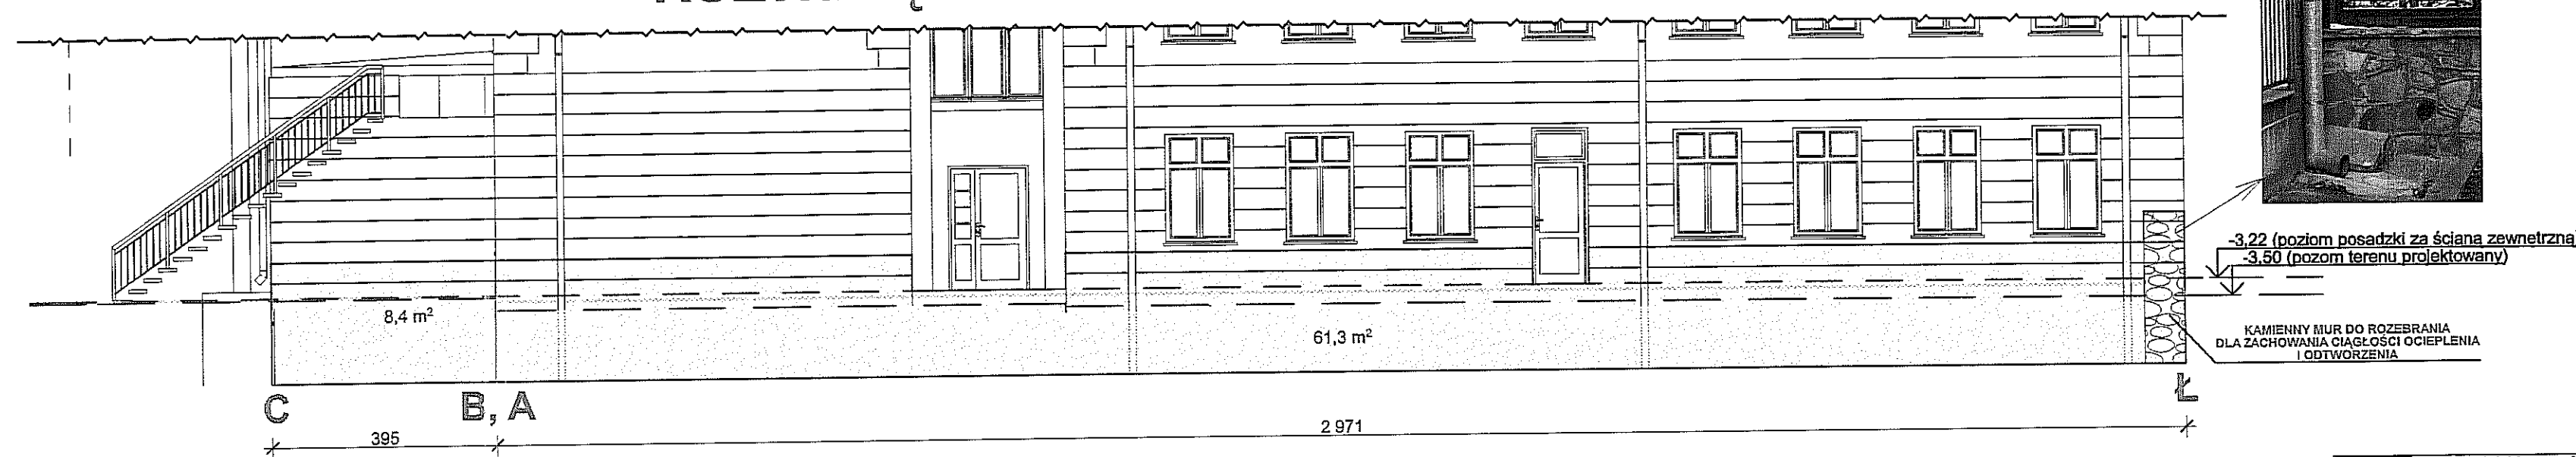 -3,22 (poziom posadzki za ścianą zewnetrzną)
-3,50 (pozom terenu projektowany)
8,4 m²
61,3 m²
KAMIENNY MUR DO ROZEBRANIA
DLA ZACHOWANIA CIĄGŁOŚCI OCIEPLENIA
I ODTWORZENIA
C
B, A
Ł
395
2 971